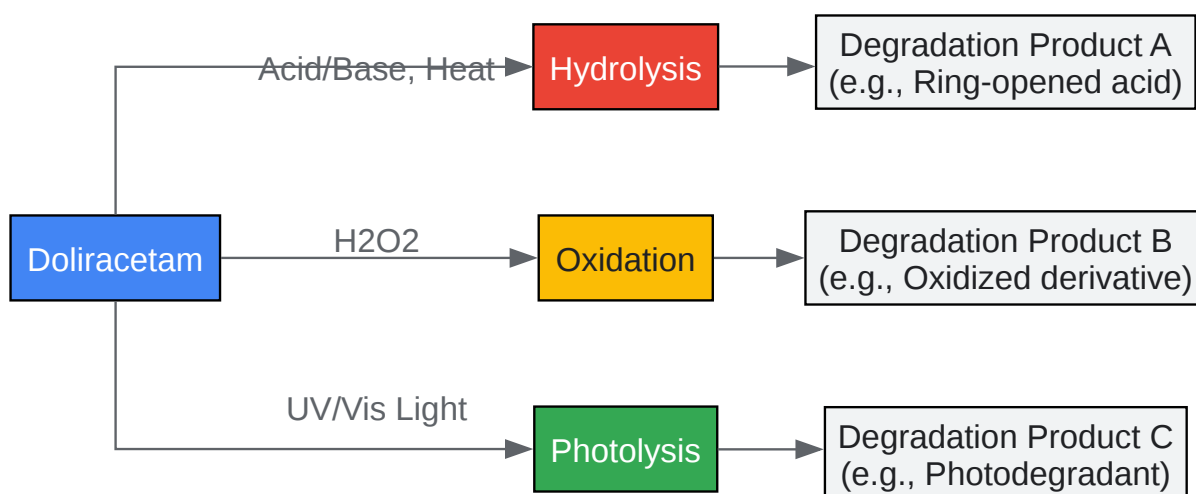 Acid/Base, Heat
Hydrolysis
Degradation Product A
(e.g., Ring-opened acid)
Doliracetam
H2O2
Oxidation
Degradation Product B
(e.g., Oxidized derivative)
UV/Vis Light
Photolysis
Degradation Product C
(e.g., Photodegradant)